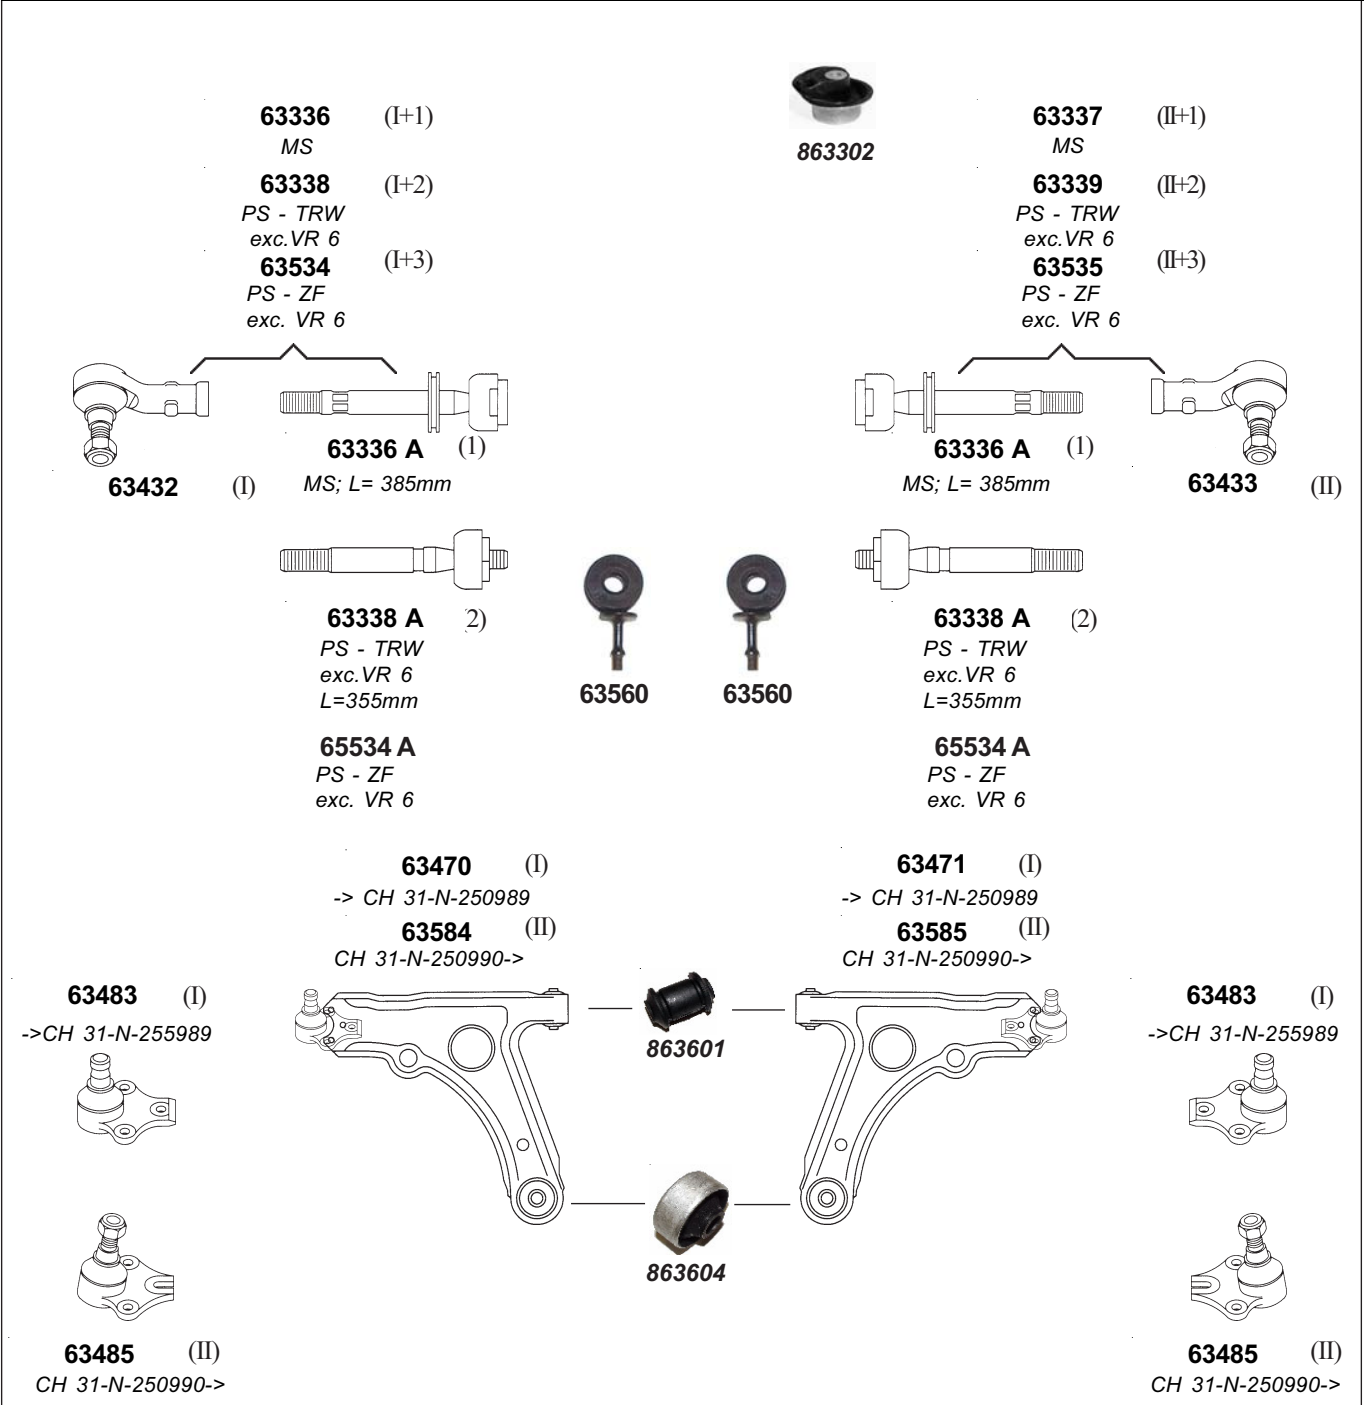 63336 (I+1)
MS
63338 (I+2)
PS - TRW
exc.VR 6
63534 (I+3)
PS - ZF
exc. VR 6
863302
63337 (II+1)
MS
63339 (II+2)
PS - TRW
exc.VR 6
63535 (II+3)
PS - ZF
exc. VR 6
63432 (I)
63336 A (1)
MS; L= 385mm
63336 A (1)
MS; L= 385mm
63433 (II)
63338 A 2)
PS - TRW
exc.VR 6
L=355mm
65534 A
PS - ZF
exc. VR 6
63560
63560
63338 A (2)
PS - TRW
exc.VR 6
L=355mm
65534 A
PS - ZF
exc. VR 6
63470 (I)
-> CH 31-N-250989
63584 (II)
CH 31-N-250990->
63471 (I)
-> CH 31-N-250989
63585 (II)
CH 31-N-250990->
63483 (I)
->CH 31-N-255989
863601
63483 (I)
->CH 31-N-255989
863604
63485 (II)
CH 31-N-250990->
63485 (II)
CH 31-N-250990->